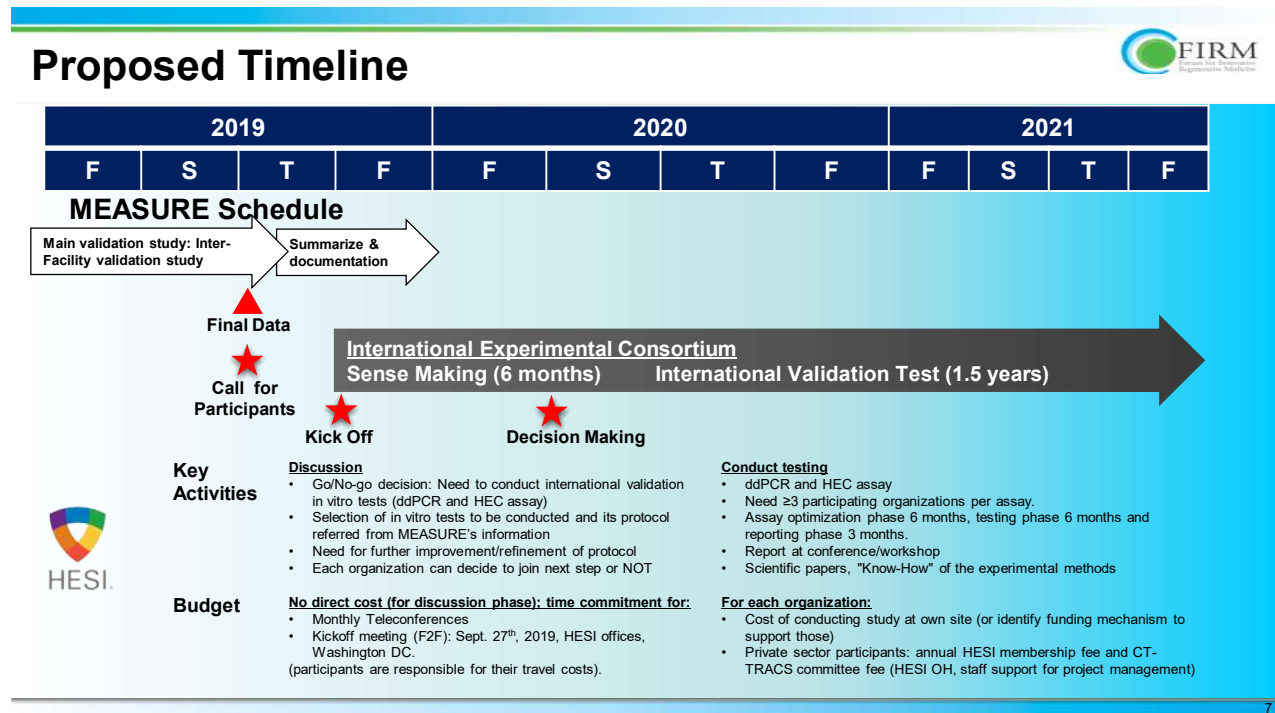 Proposed Timeline
FIRM
Forum for Innovative
Regenerative Medicine
2019 2020 2021
F S T F F S T F F S T F
MEASURE Schedule
Main validation study: Inter-
Facility validation study
Summarize &
documentation
Final Data
Call for
Participants
International Experimental Consortium
Sense Making (6 months) International Validation Test (1.5 years)
Kick Off
Decision Making
Key
Activities
Discussion
• Go/No-go decision: Need to conduct international validation
in vitro tests (ddPCR and HEC assay)
• Selection of in vitro tests to be conducted and its protocol
referred from MEASURE's information
• Need for further improvement/refinement of protocol
• Each organization can decide to join next step or NOT
Conduct testing
• ddPCR and HEC assay
• Need ≥3 participating organizations per assay.
• Assay optimization phase 6 months, testing phase 6 months and
reporting phase 3 months.
• Report at conference/workshop
• Scientific papers, "Know-How" of the experimental methods
HESI.
Budget
No direct cost (for discussion phase); time commitment for:
• Monthly Teleconferences
• Kickoff meeting (F2F): Sept. 27th, 2019, HESI offices,
Washington DC.
(participants are responsible for their travel costs).
For each organization:
• Cost of conducting study at own site (or identify funding mechanism to
support those)
• Private sector participants: annual HESI membership fee and CT-
TRACS committee fee (HESI OH, staff support for project management)
7